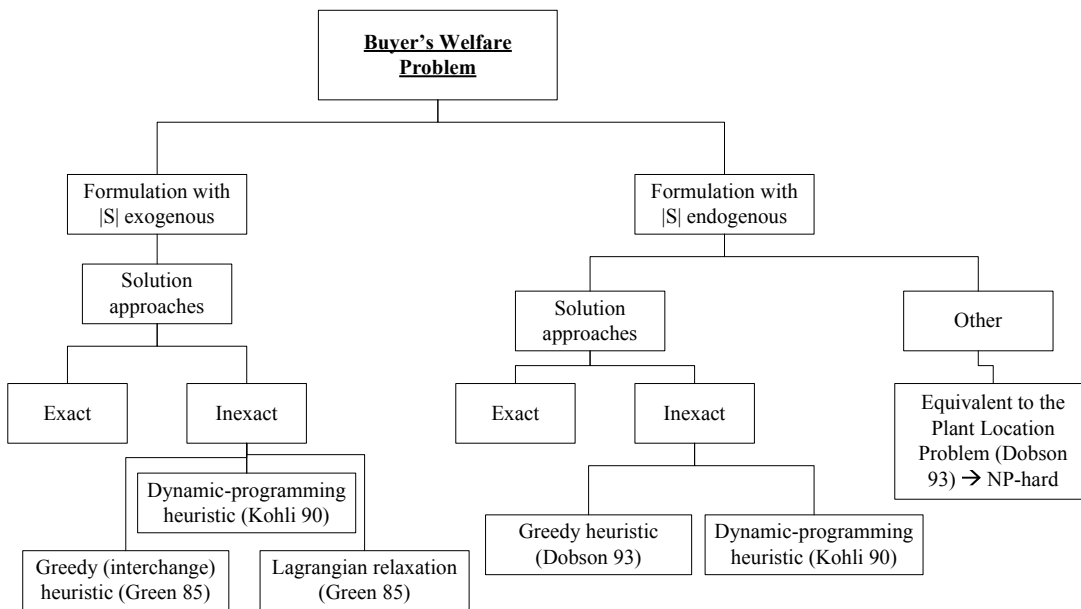 Buyer's Welfare
Problem
Formulation with
|S| exogenous
Formulation with
|S| endogenous
Solution
approaches
Solution
approaches
Other
Exact
Inexact
Exact
Inexact
Equivalent to the
Plant Location
Problem (Dobson
93) → NP-hard
Dynamic-programming
heuristic (Kohli 90)
Greedy (interchange)
heuristic (Green 85)
Lagrangian relaxation
(Green 85)
Greedy heuristic
(Dobson 93)
Dynamic-programming
heuristic (Kohli 90)